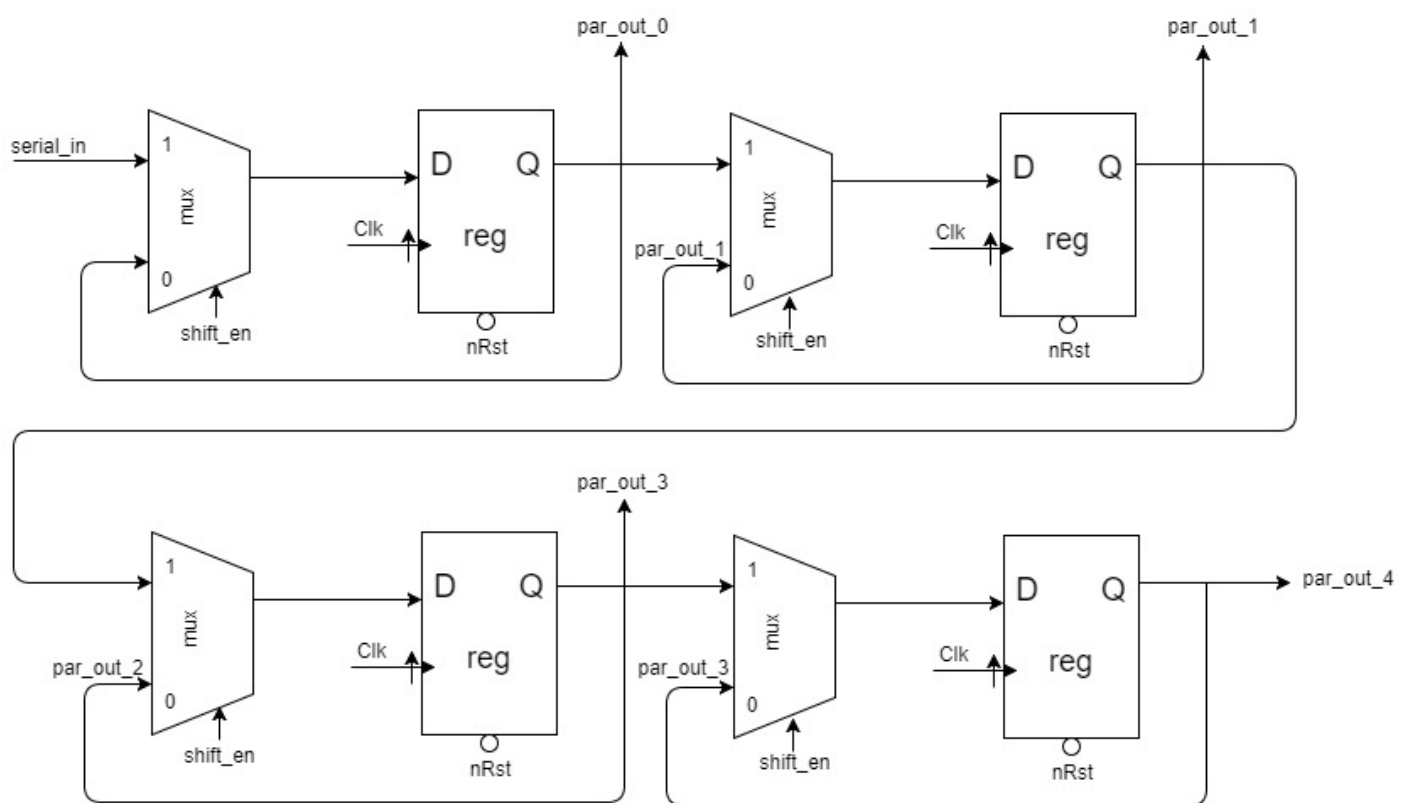 par_out_0
par_out_1
serial_in
1
mux
0
shift_en
D Q
Clk
reg
nRst
1
mux
par_out_1
0
shift_en
D Q
Clk
reg
nRst
par_out_3
1
mux
par_out_2
0
shift_en
D Q
Clk
reg
nRst
1
mux
par_out_3
0
shift_en
D Q
Clk
reg
nRst
par_out_4